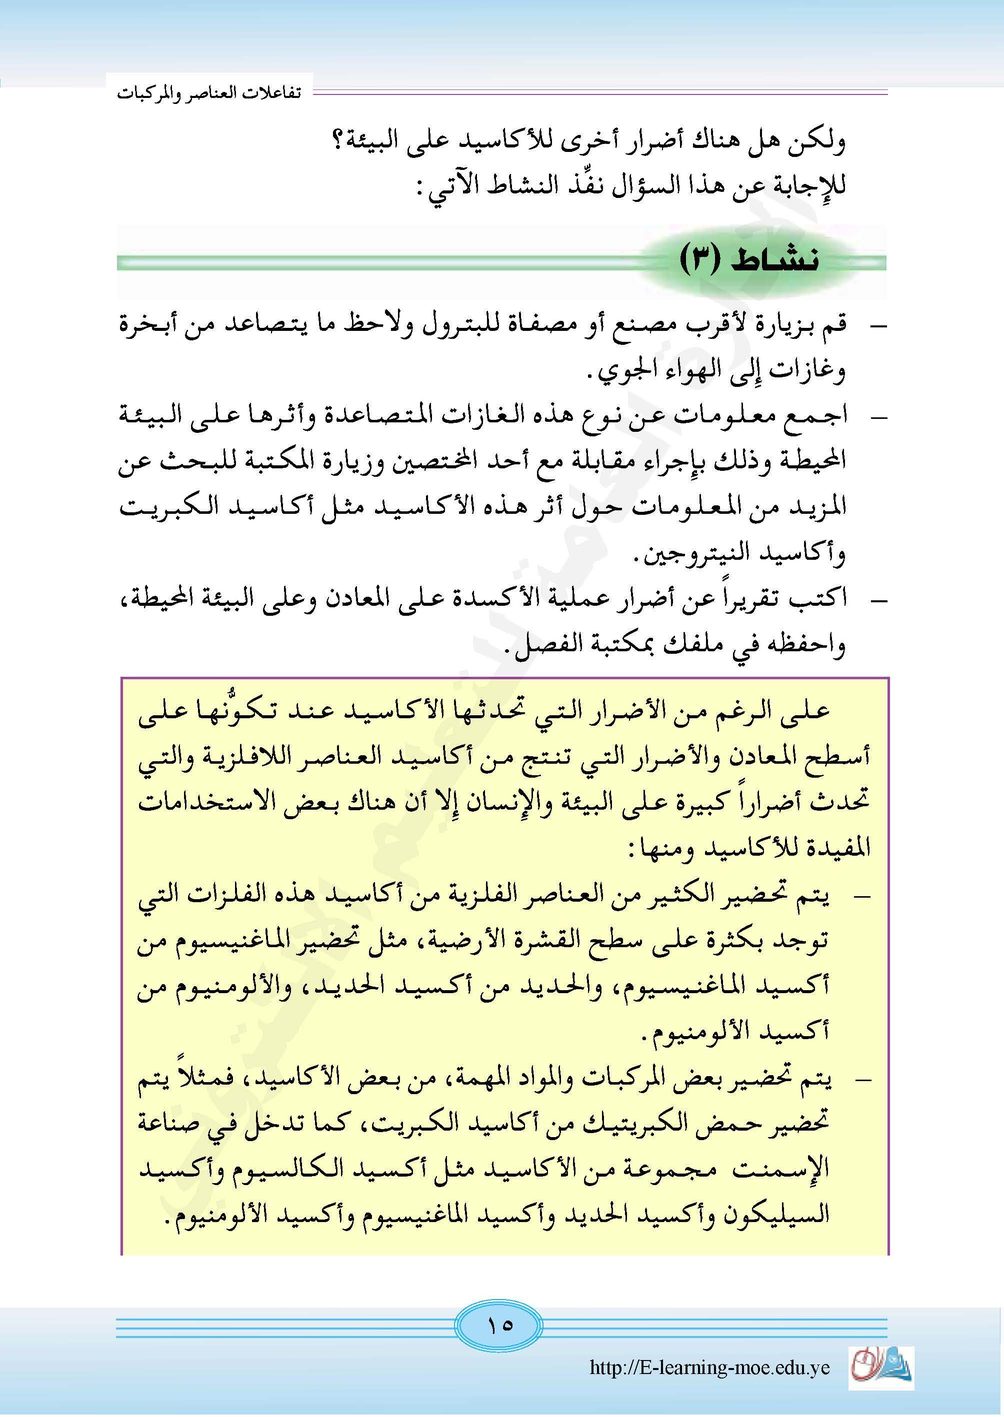 تفاعلات العناصر والمركبات
ولكن هل هناك أضرار أخرى للأكاسيد على البيئة؟
للإجابة عن هذا السؤال نفِّذ النشاط الآتي:
نشاط (٣)
– قم بزيارة لأقرب مصنع أو مصفاة للبترول ولاحظ ما يتصاعد من أبخرة
وغازات إلى الهواء الجوي.
– اجمع معلومات عن نوع هذه الغازات المتصاعدة وأثرها على البيئة
المحيطة وذلك بإجراء مقابلة مع أحد المختصين وزيارة المكتبة للبحث عن
المزيد من المعلومات حول أثر هذه الأكاسيد مثل أكاسيد الكبريت
وأكاسيد النيتروجين.
– اكتب تقريراً عن أضرار عملية الأكسدة على المعادن وعلى البيئة المحيطة،
واحفظه في ملفك بمكتبة الفصل.
على الرغم من الأضرار التي تحدثها الأكاسيد عند تكوُّنها على
أسطح المعادن والأضرار التي تنتج من أكاسيد العناصر اللافلزية والتي
تحدث أضراراً كبيرة على البيئة والإنسان إلا أن هناك بعض الاستخدامات
المفيدة للأكاسيد ومنها:
– يتم تحضير الكثير من العناصر الفلزية من أكاسيد هذه الفلزات التي
توجد بكثرة على سطح القشرة الأرضية، مثل تحضير الماغنيسيوم من
أكسيد الماغنيسيوم، والحديد من أكسيد الحديد، والألومنيوم من
أكسيد الألومنيوم.
– يتم تحضير بعض المركبات والمواد المهمة، من بعض الأكاسيد، فمثلاً يتم
تحضير حمض الكبريتيك من أكاسيد الكبريت، كما تدخل في صناعة
الإسمنت مجموعة من الأكاسيد مثل أكسيد الكالسيوم وأكسيد
السيليكون وأكسيد الحديد وأكسيد الماغنيسيوم وأكسيد الألومنيوم.
١٥
http://E-learning-moe.edu.ye
الإدارة العامة للتعليم الإلكتروني